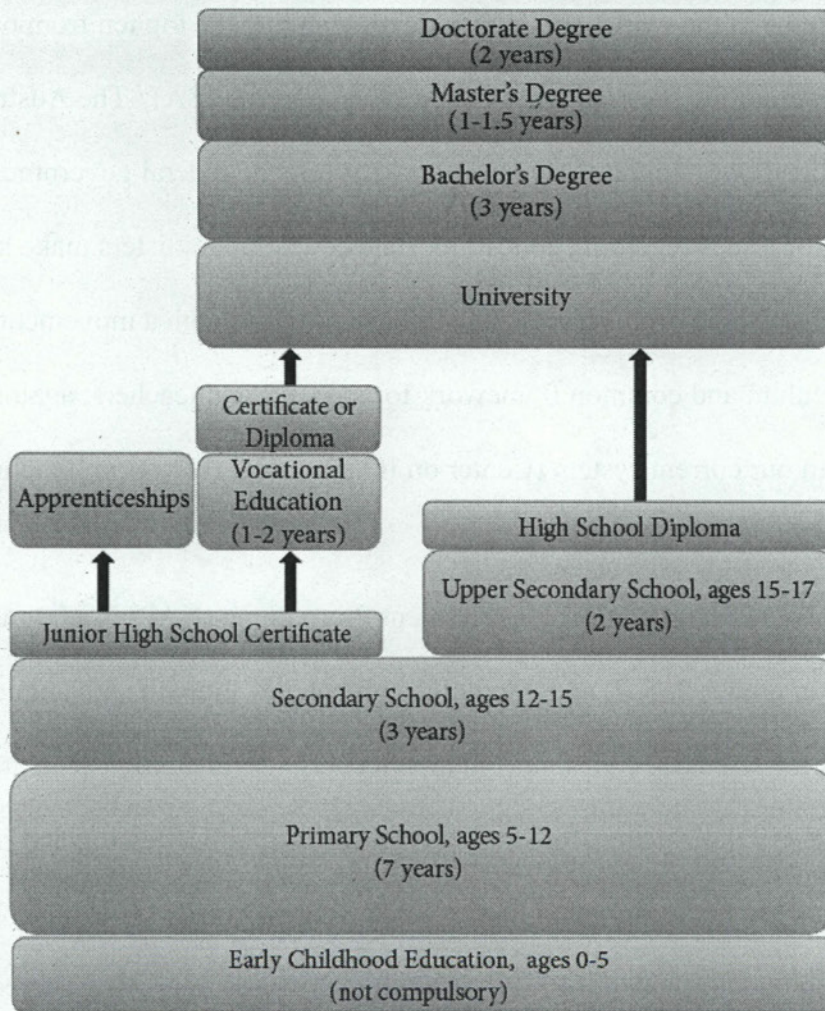 Doctorate Degree
(2 years)
Master's Degree
(1-1.5 years)
Bachelor's Degree
(3 years)
University
Certificate or
Diploma
Apprenticeships
Vocational
Education
(1-2 years)
High School Diploma
Upper Secondary School, ages 15-17
(2 years)
Junior High School Certificate
Secondary School, ages 12-15
(3 years)
Primary School, ages 5-12
(7 years)
Early Childhood Education, ages 0-5
(not compulsory)